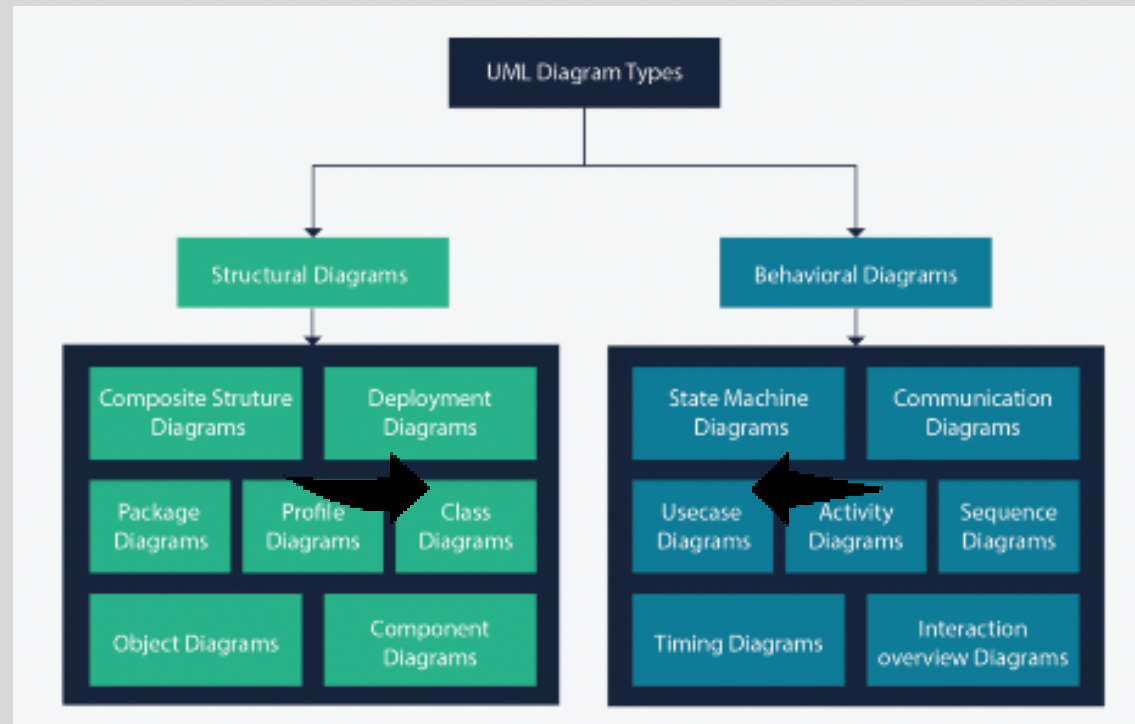 UML Diagram Types
Structural Diagrams
Behavioral Diagrams
Composite Struture
Diagrams
Deployment
Diagrams
Package
Diagrams
Profile
Diagrams
Class
Diagrams
Object Diagrams
Component
Diagrams
State Machine
Diagrams
Communication
Diagrams
Usecase
Diagrams
Activity
Diagrams
Sequence
Diagrams
Timing Diagrams
Interaction
overview Diagrams